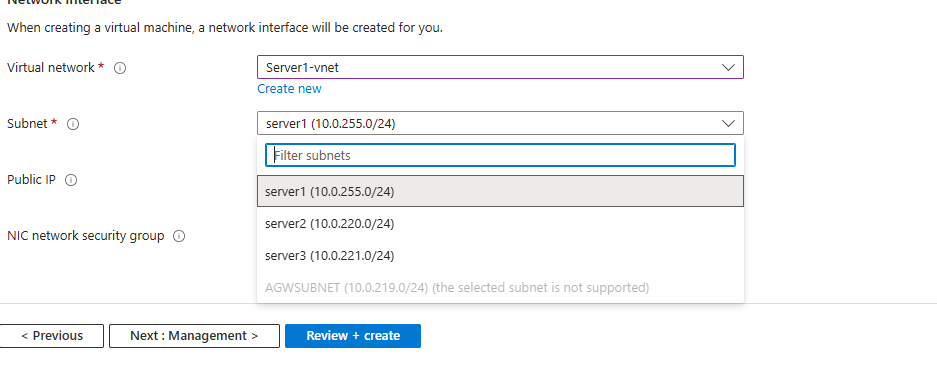 Network interface
When creating a virtual machine, a network interface will be created for you.
Virtual network *
Server1-vnet
Create new
Subnet *
server1 (10.0.255.0/24)
Filter subnets
Public IP
server1 (10.0.255.0/24)
server2 (10.0.220.0/24)
NIC network security group
server3 (10.0.221.0/24)
AGWSUBNET (10.0.219.0/24) (the selected subnet is not supported)
< Previous
Next : Management >
Review + create